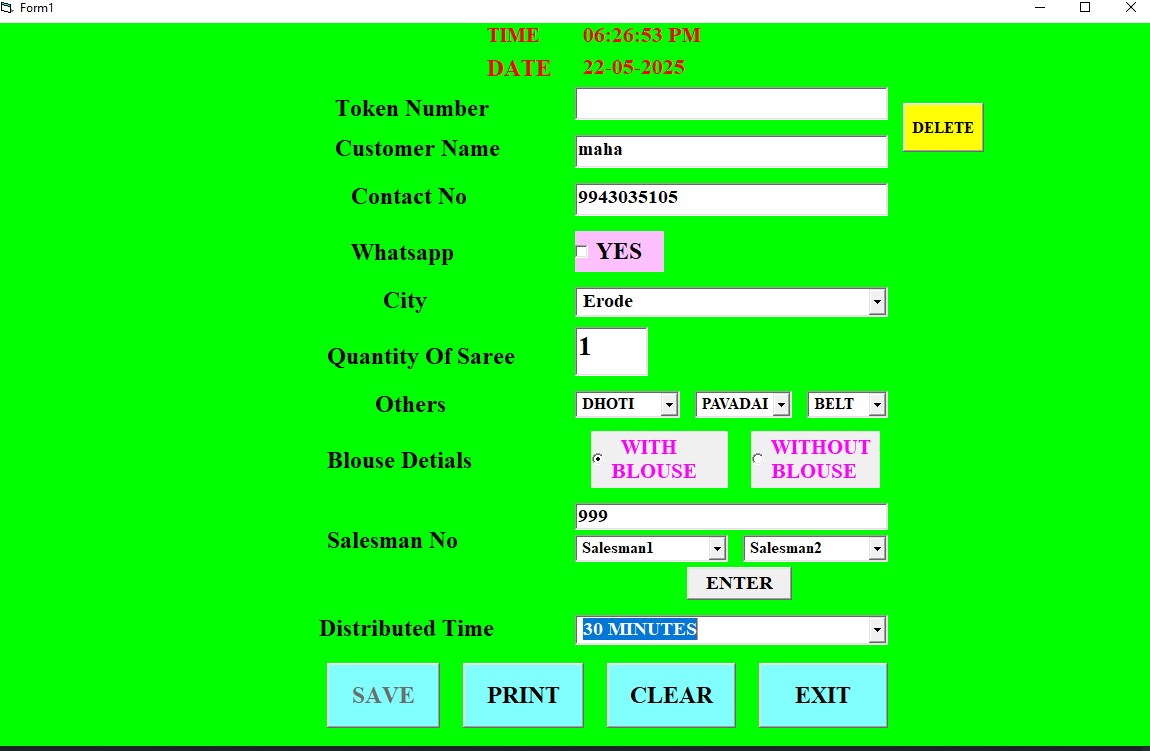 Form1
TIME 06:26:53 PM
DATE 22-05-2025
Token Number
DELETE
Customer Name maha
Contact No 9943035105
Whatsapp YES
City Erode
Quantity Of Saree 1
Others DHOTI PAVADAI BELT
Blouse Detials WITH BLOUSE WITHOUT BLOUSE
999
Salesman No Salesman1 Salesman2
ENTER
Distributed Time 30 MINUTES
SAVE PRINT CLEAR EXIT